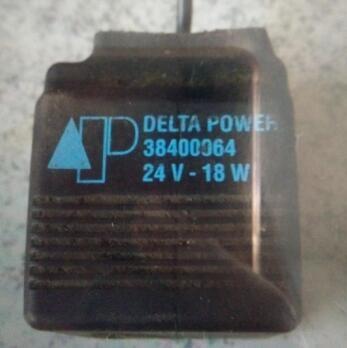 DELTA POWER
38400064
24 V - 18 W